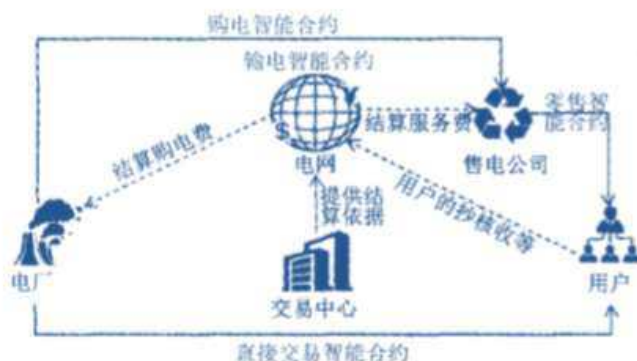 购电智能合约
输电智能合约
零售智
能合约
结算服务费
结算购电费
电网
售电公司
提供结
算依据
用户的抄核收等
电厂
交易中心
用户
直接交易智能合约